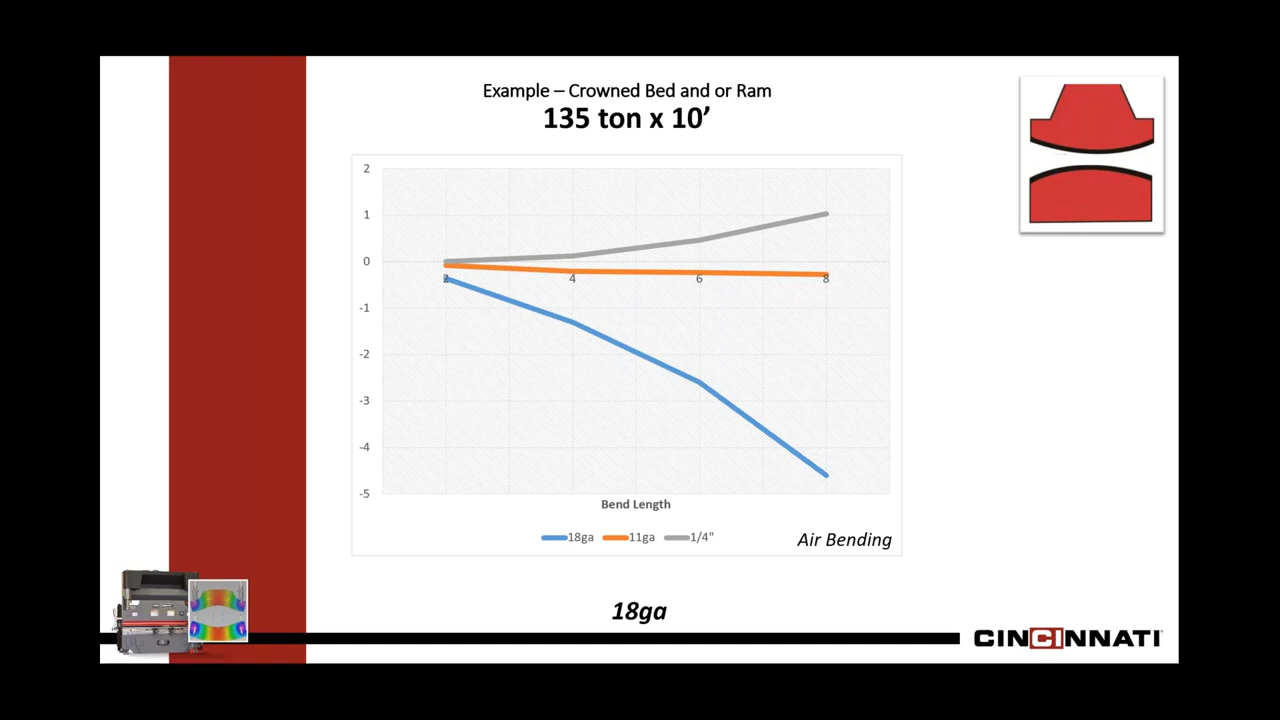 Example – Crowned Bed and or Ram
135 ton x 10’
2
1
0
-1
-2
-3
-4
-5
2 4 6 8
Bend Length
18ga 11ga 1/4"
Air Bending
18ga
CINCINNATI